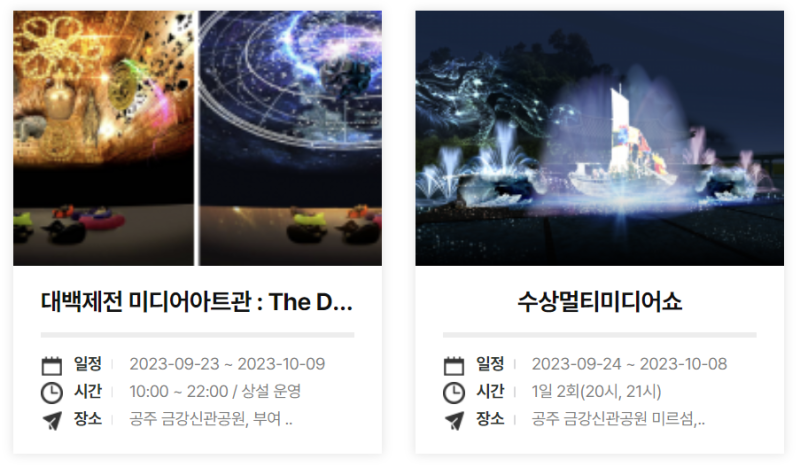 대백제전 미디어아트관 : The D...
일정 2023-09-23 ~ 2023-10-09
시간 10:00 ~ 22:00 / 상설 운영
장소 공주 금강신관공원, 부여 ..
수상멀티미디어쇼
일정 2023-09-24 ~ 2023-10-08
시간 1일 2회(20시, 21시)
장소 공주 금강신관공원 미르섬,..